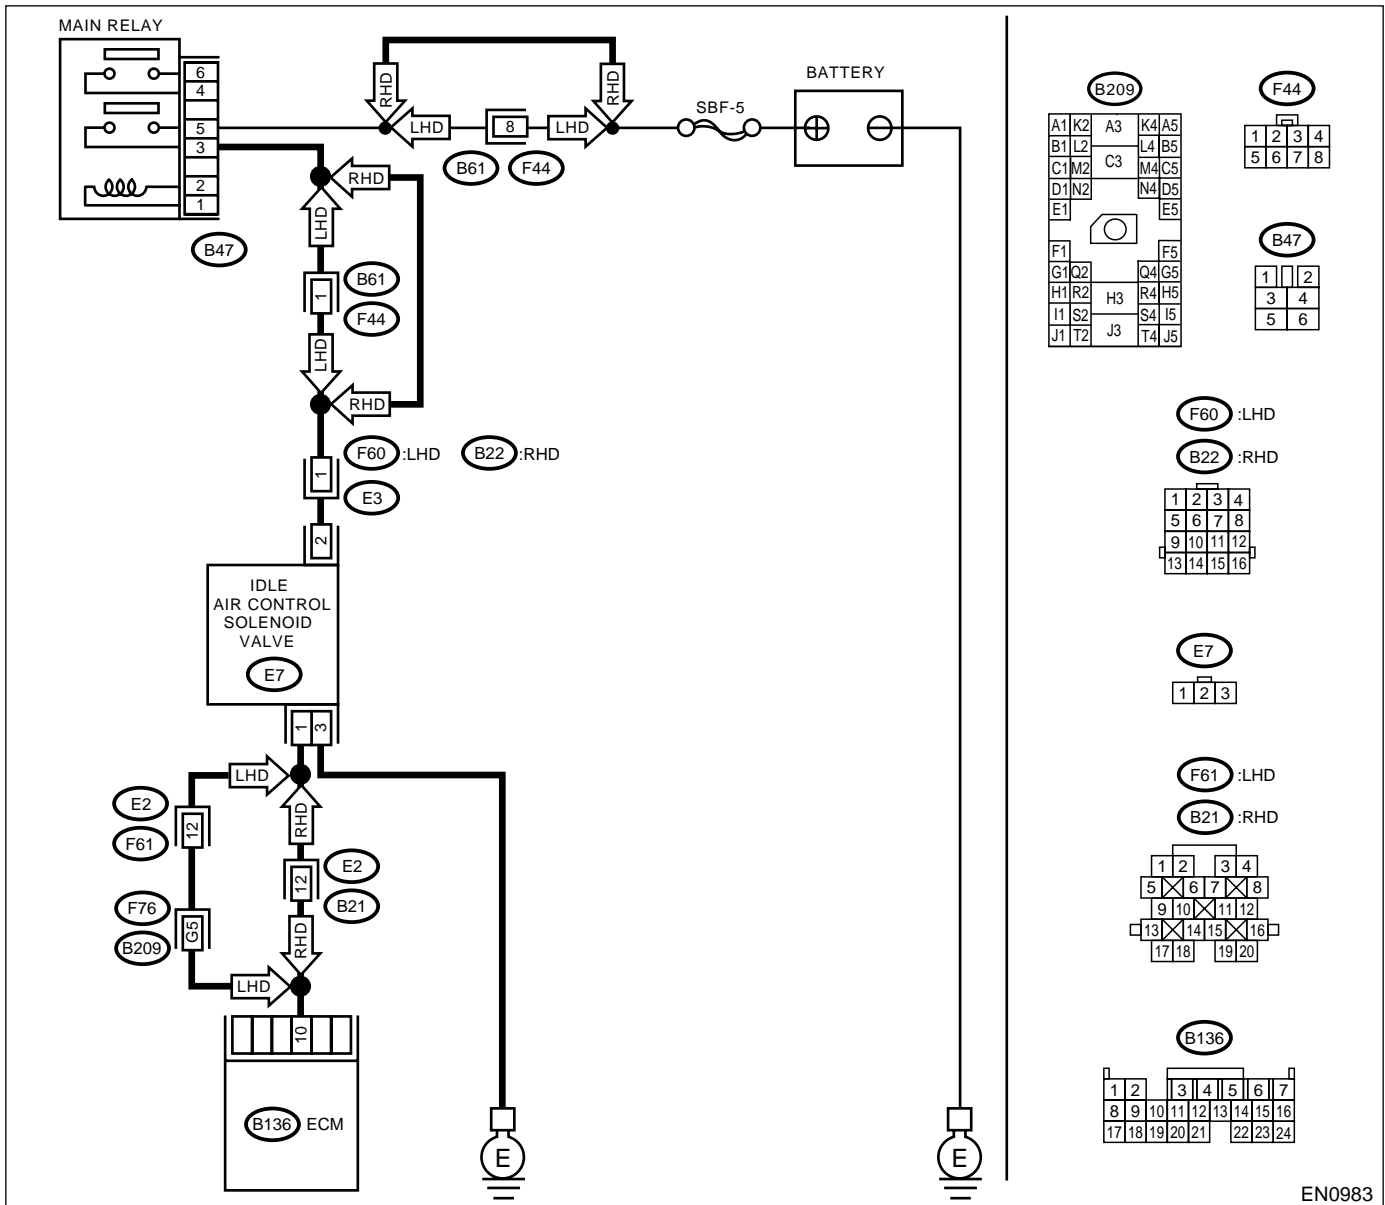 MAIN RELAY
6
4
5
3
2
1
B47
RHD
RHD
LHD
8
LHD
B61
F44
SBF-5
BATTERY
RHD
LHD
1
B61
F44
LHD
RHD
F60 :LHD
B22 :RHD
1
E3
2
IDLE
AIR CONTROL
SOLENOID
VALVE
E7
1 3
LHD
RHD
E2
F61
12
E2
B21
12
F76
B209
G5
RHD
LHD
10
B136 ECM
E
E
B209
A1 K2 A3 K4 A5
B1 L2 L4 B5
C1 M2 C3 M4 C5
D1 N2 N4 D5
E1 E5
F1 F5
G1 Q2 Q4 G5
H1 R2 H3 R4 H5
I1 S2 S4 I5
J1 T2 J3 T4 J5
F44
1 2 3 4
5 6 7 8
B47
1 2
3 4
5 6
F60 :LHD
B22 :RHD
1 2 3 4
5 6 7 8
9 10 11 12
13 14 15 16
E7
1 2 3
F61 :LHD
B21 :RHD
1 2 3 4
5 6 7 8
9 10 11 12
13 14 15 16
17 18 19 20
B136
1 2 3 4 5 6 7
8 9 10 11 12 13 14 15 16
17 18 19 20 21 22 23 24
EN0983